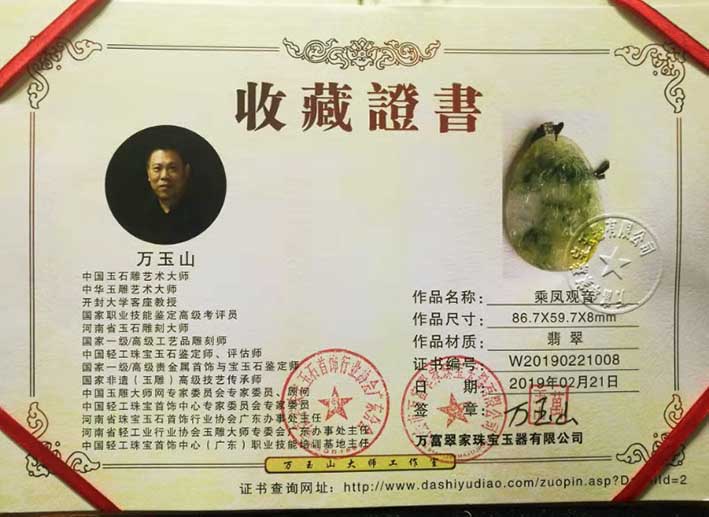 收藏證書
万玉山
中国玉石雕艺术大师
中华玉雕艺术大师
开封大学客座教授
国家职业技能鉴定高级考评员
河南省玉石雕刻大师
国家一级/高级工艺品雕刻师
中国轻工珠宝玉石鉴定师、评估师
国家一级/高级贵金属首饰与宝玉石鉴定师
国家非遗（玉雕）高级技艺传承师
中国玉雕大师网专家委员会专家委员、顾问
中国轻工珠宝首饰中心专家委员会专家委员
河南省珠宝玉石首饰行业协会广东办事处主任
河南省轻工业行业协会玉雕大师专委会广东办事处主任
中国轻工珠宝首饰中心（广东）职业技能培训基地主任
作品名称：乘凤观音
作品尺寸：86.7X59.7X8mm
作品材质：翡翠
证书编号：W20190221008
日期：2019年02月21日
签章：万玉山
万富翠家珠宝玉器有限公司
万玉山大师工作室
证书查询网址：http://www.dashiyudiao.com/zuopin.asp?D
Id=2